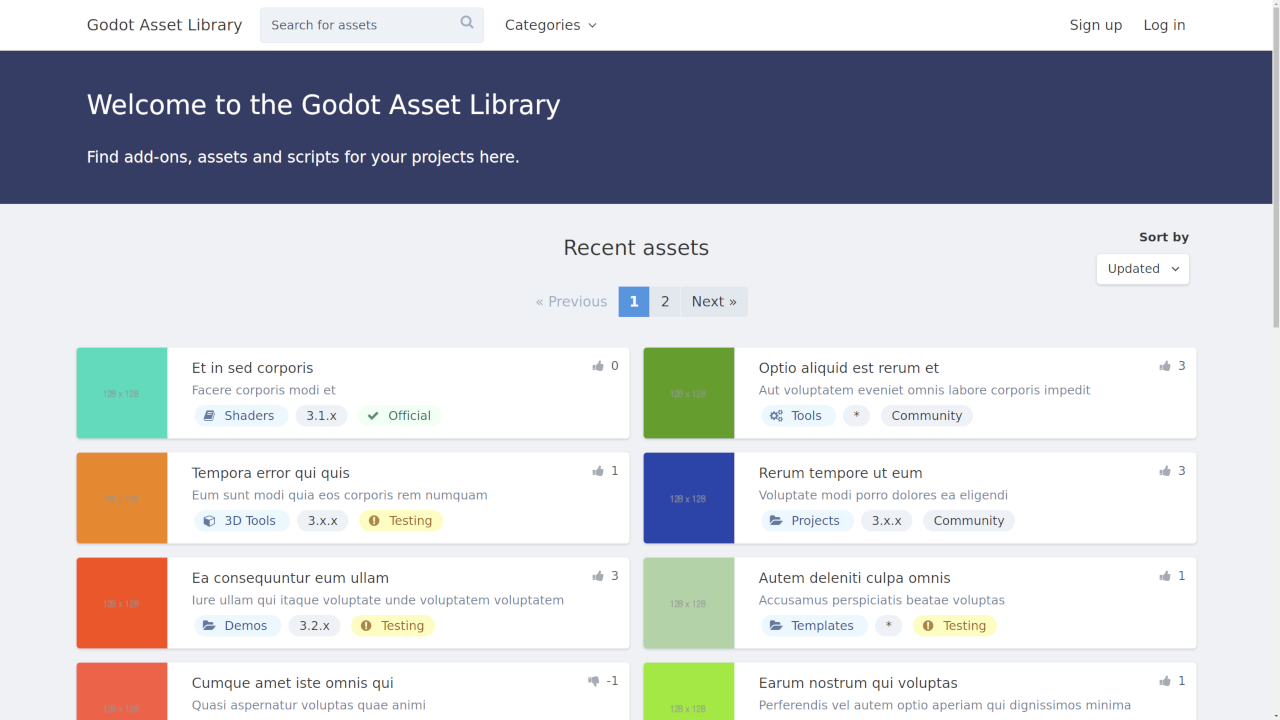 Godot Asset Library Search for assets Categories Sign up Log in
Welcome to the Godot Asset Library
Find add-ons, assets and scripts for your projects here.
Sort by
Recent assets
Updated
« Previous 1 2 Next »
128 x 128
Et in sed corporis
0
Facere corporis modi et
Shaders 3.1.x Official
128 x 128
Optio aliquid est rerum et
3
Aut voluptatem eveniet omnis labore corporis impedit
Tools * Community
128 x 128
Tempora error qui quis
1
Eum sunt modi quia eos corporis rem numquam
3D Tools 3.x.x Testing
128 x 128
Rerum tempore ut eum
3
Voluptate modi porro dolores ea eligendi
Projects 3.x.x Community
128 x 128
Ea consequuntur eum ullam
3
Iure ullam qui itaque voluptate unde voluptatem voluptatem
Demos 3.2.x Testing
128 x 128
Autem deleniti culpa omnis
1
Accusamus perspiciatis beatae voluptas
Templates * Testing
128 x 128
Cumque amet iste omnis qui
-1
Quasi aspernatur voluptas quae animi
128 x 128
Earum nostrum qui voluptas
1
Perferendis vel autem optio aperiam qui dignissimos minima